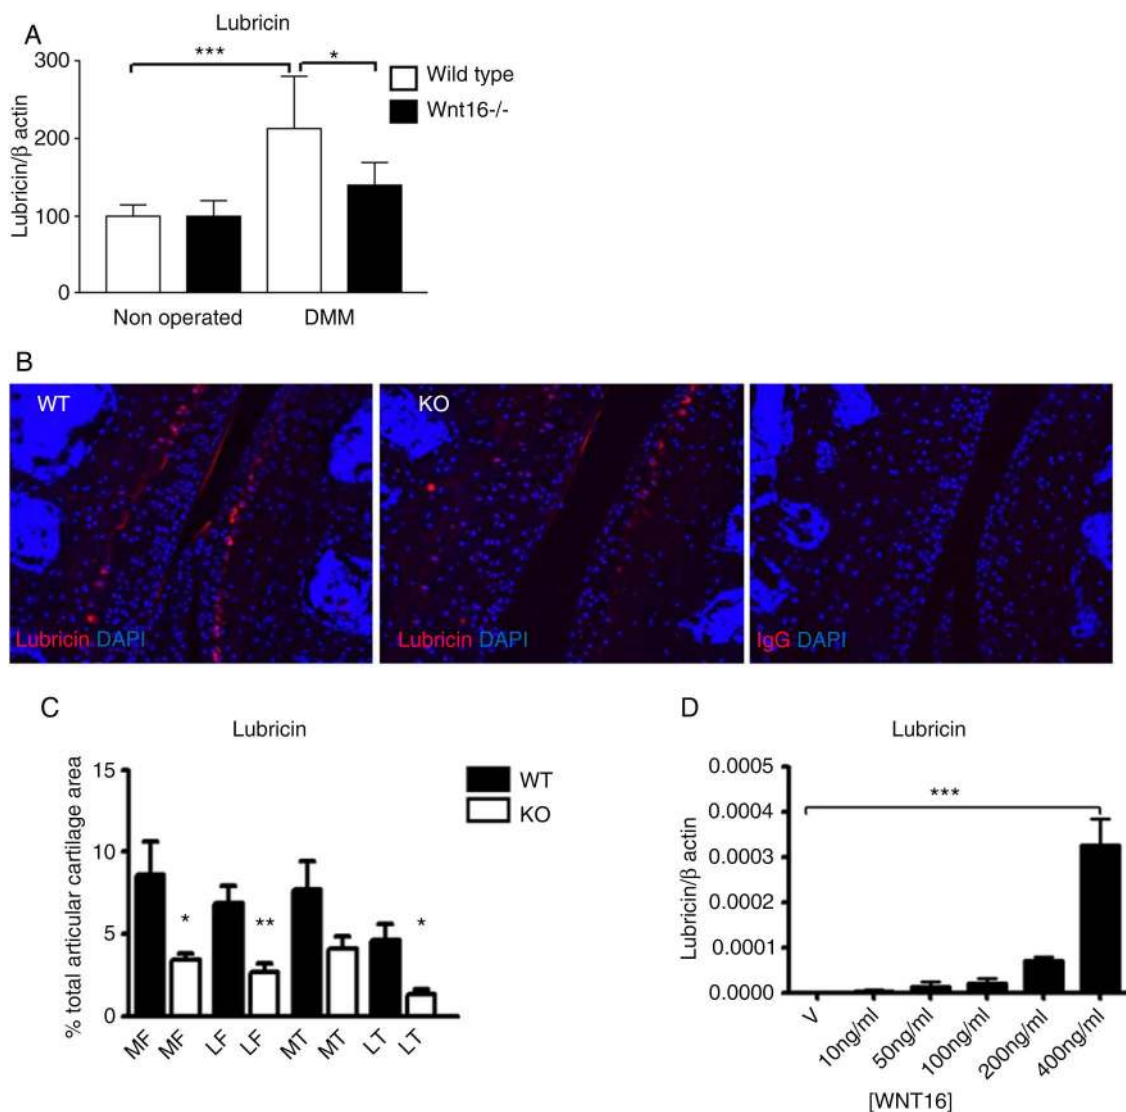 A
Lubricin
***
*
Lubricin/β actin
300
200
100
0
Non operated
DMM
Wild type
Wnt16-/-
B
WT
KO
Lubricin DAPI
Lubricin DAPI
IgG DAPI
C
Lubricin
% total articular cartilage area
15
10
5
0
*
**
*
MF
MF
LF
LF
MT
MT
LT
LT
WT
KO
D
Lubricin
***
Lubricin/β actin
0.0005
0.0004
0.0003
0.0002
0.0001
0.0000
V
10ng/ml
50ng/ml
100ng/ml
200ng/ml
400ng/ml
[WNT16]